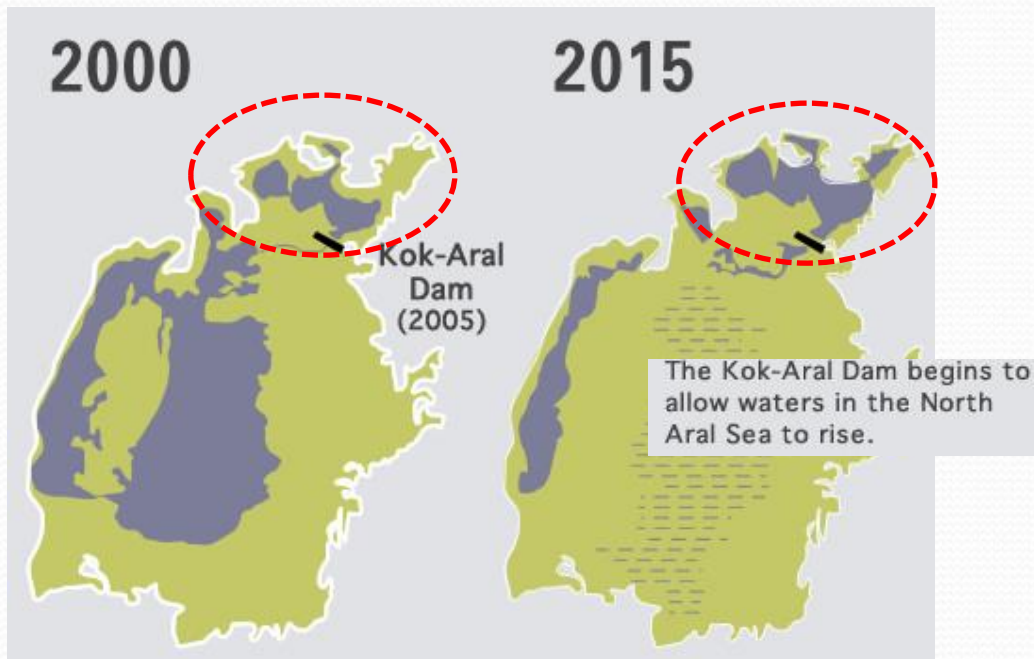 2000
2015
Kok-Aral
Dam
(2005)
The Kok-Aral Dam begins to
allow waters in the North
Aral Sea to rise.